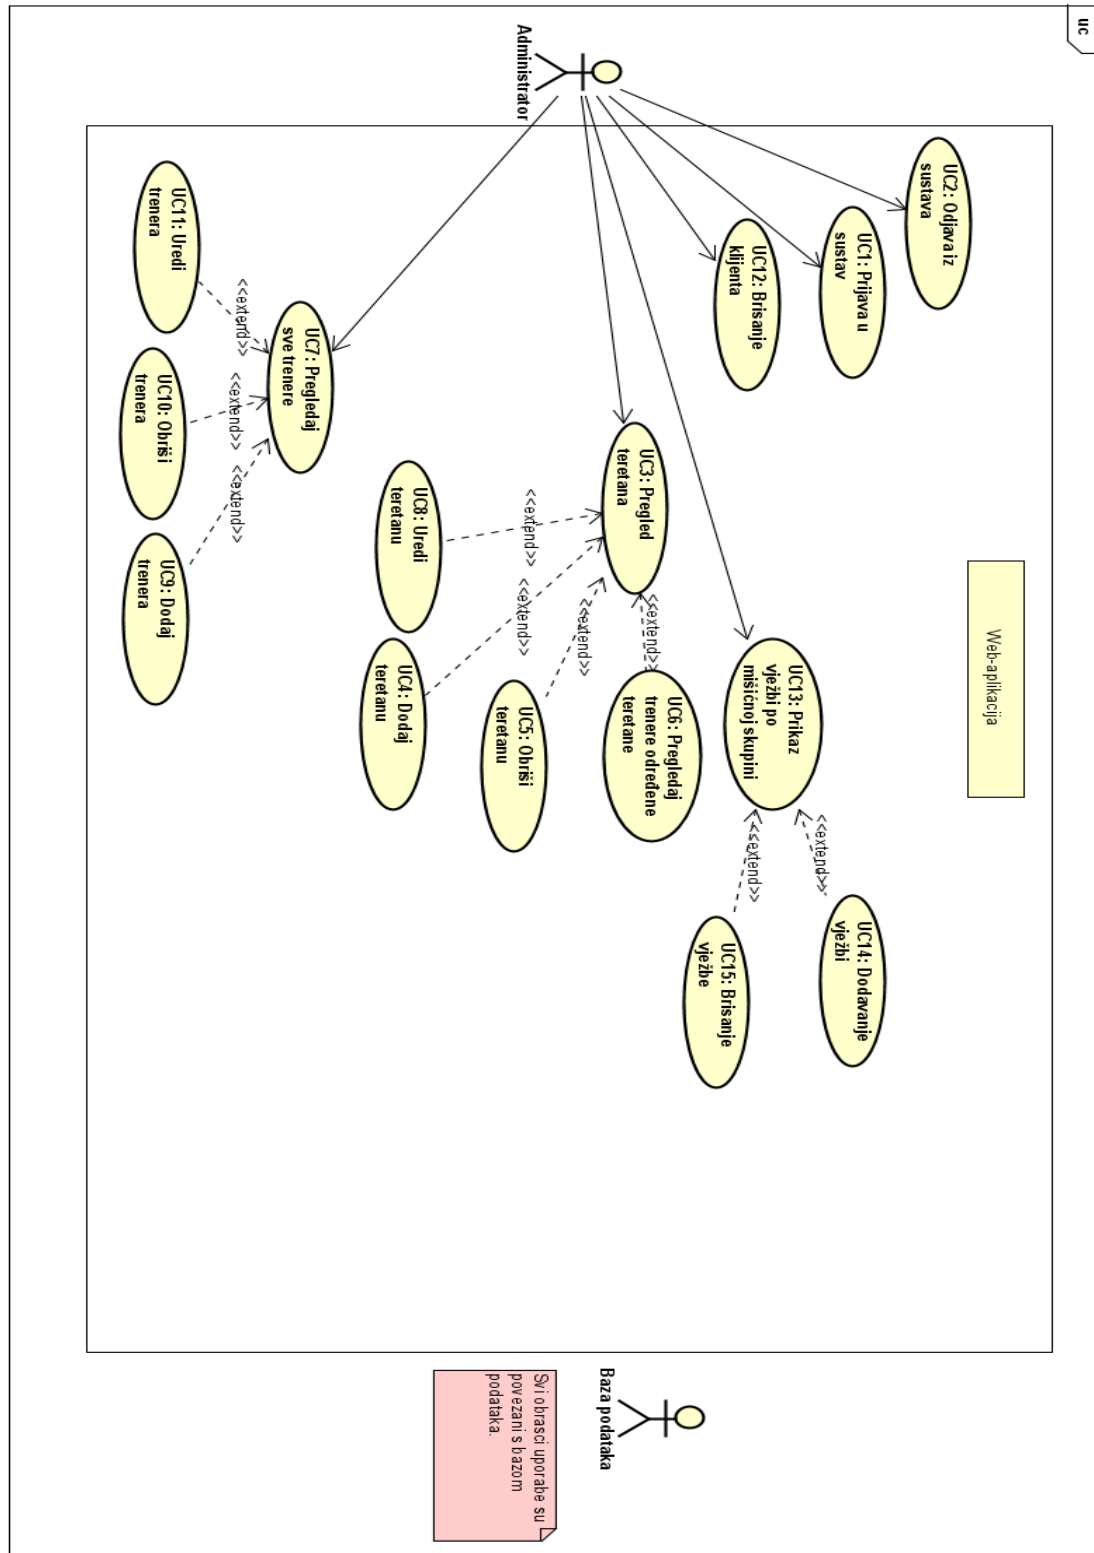 uc
Web-aplikacija
UC2: Odjava iz
sustava
UC1: Prijava u
sustav
UC14: Dodavanje
vježbi
<<extend>>
UC13: Prikaz
vježbi po
mišićnoj skupini
<<extend>>
UC12: Brisanje
klijenta
UC15: Brisanje
vježbe
UC6: Pregledaj
trenere određene
teretane
<<extend>>
UC3: Pregled
teretana
Baza podataka
<<extend>>
Administrator
<<extend>>
<<extend>>
UC5: Obriši
teretanu
Svi obrasci uporabe su
povezani s bazom
podataka.
UC8: Uredi
teretanu
UC4: Dodaj
teretanu
UC7: Pregledaj
sve trenere
<<extend>>
<<extend>>
<<extend>>
UC11: Uredi
trenera
UC10: Obriši
trenera
UC9: Dodaj
trenera